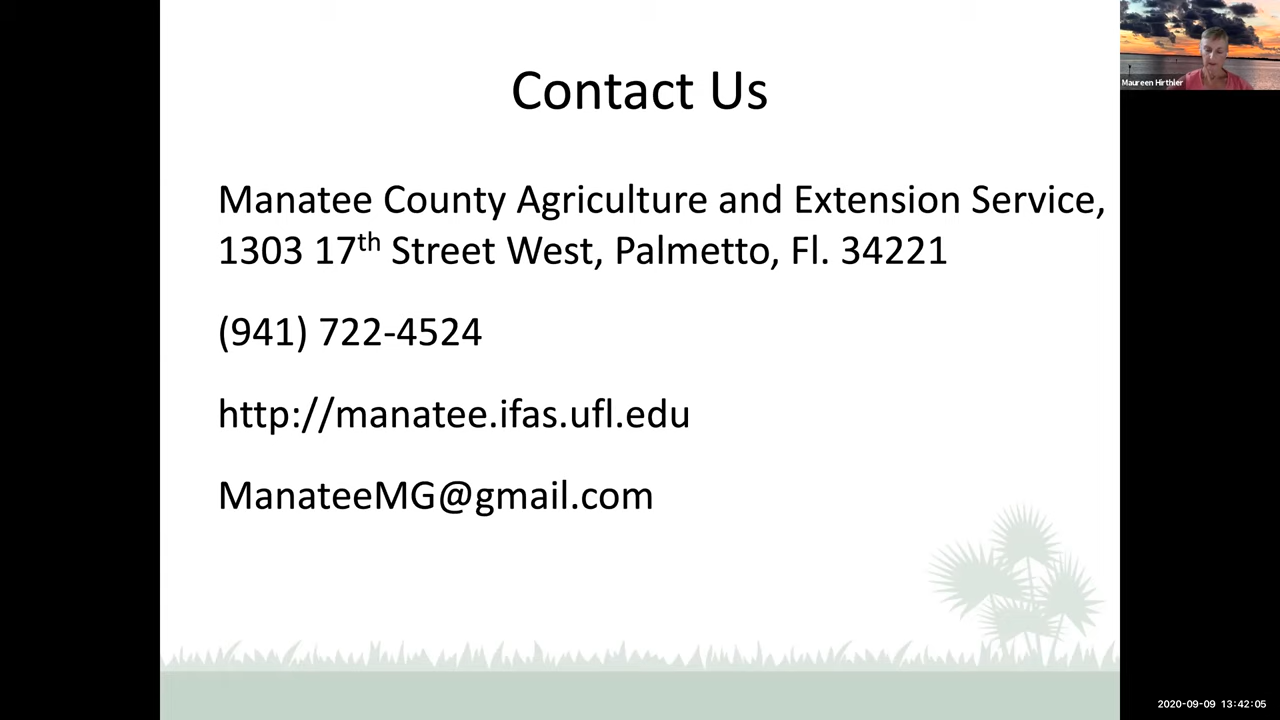 Contact Us
Maureen Hirthler
Manatee County Agriculture and Extension Service,
1303 17th Street West, Palmetto, Fl. 34221
(941) 722-4524
http://manatee.ifas.ufl.edu
ManateeMG@gmail.com
2020-09-09 13:42:05